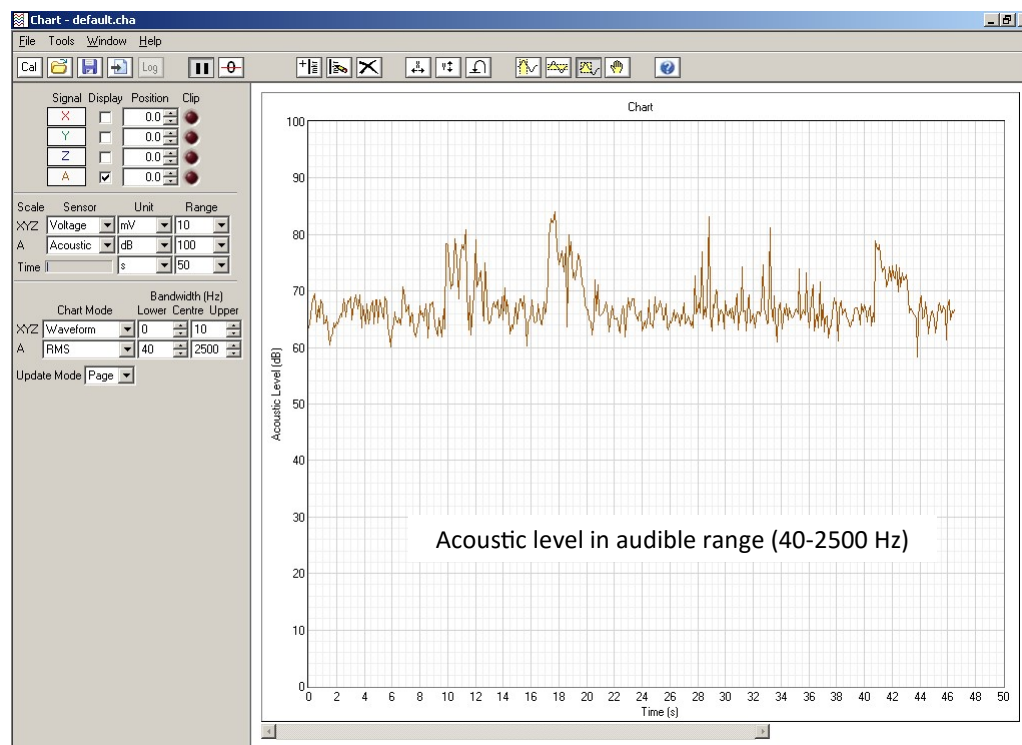 Chart - default.cha
File Tools Window Help
Cal Log
Signal Display Position Clip
X 0.0
Y 0.0
Z 0.0
A 0.0
Scale Sensor Unit Range
XYZ Voltage mV 10
A Acoustic dB 100
Time s 50
Bandwidth (Hz)
Chart Mode Lower Centre Upper
XYZ Waveform 0 10
A RMS 40 2500
Update Mode Page
Chart
100
90
80
70
60
50
40
30
20
10
0
Acoustic Level (dB)
Acoustic level in audible range (40-2500 Hz)
0 2 4 6 8 10 12 14 16 18 20 22 24 26 28 30 32 34 36 38 40 42 44 46 48 50
Time (s)